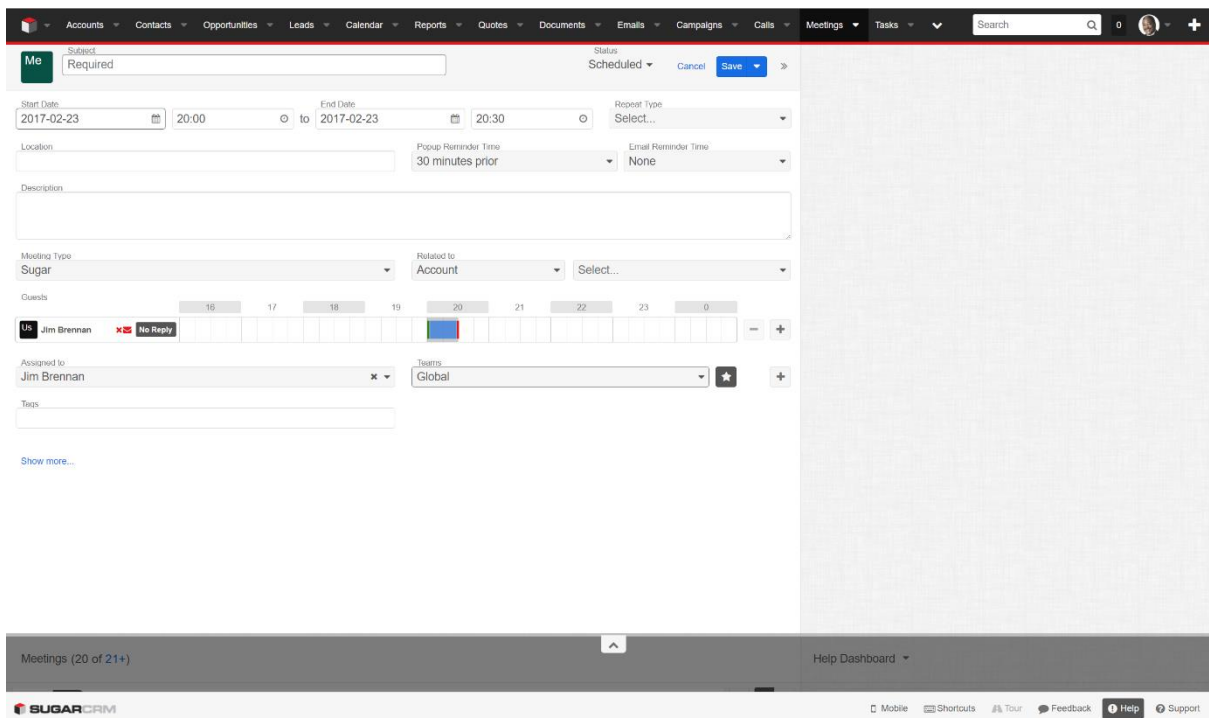 Accounts Contacts Opportunities Leads Calendar Reports Quotes Documents Emails Campaigns Calls Meetings Tasks Search 0
Me
Subject
Required
Status
Scheduled
Cancel Save
Start Date End Date Repeat Type
2017-02-23 20:00 to 2017-02-23 20:30 Select...
Location Popup Reminder Time Email Reminder Time
30 minutes prior None
Description
Meeting Type Related to
Sugar Account Select...
Guests
16 17 18 19 20 21 22 23 0
Us Jim Brennan No Reply
Assigned to Teams
Jim Brennan Global
Tags
Show more...
Meetings (20 of 21+) Help Dashboard
SUGARCRM Mobile Shortcuts Tour Feedback Help Support